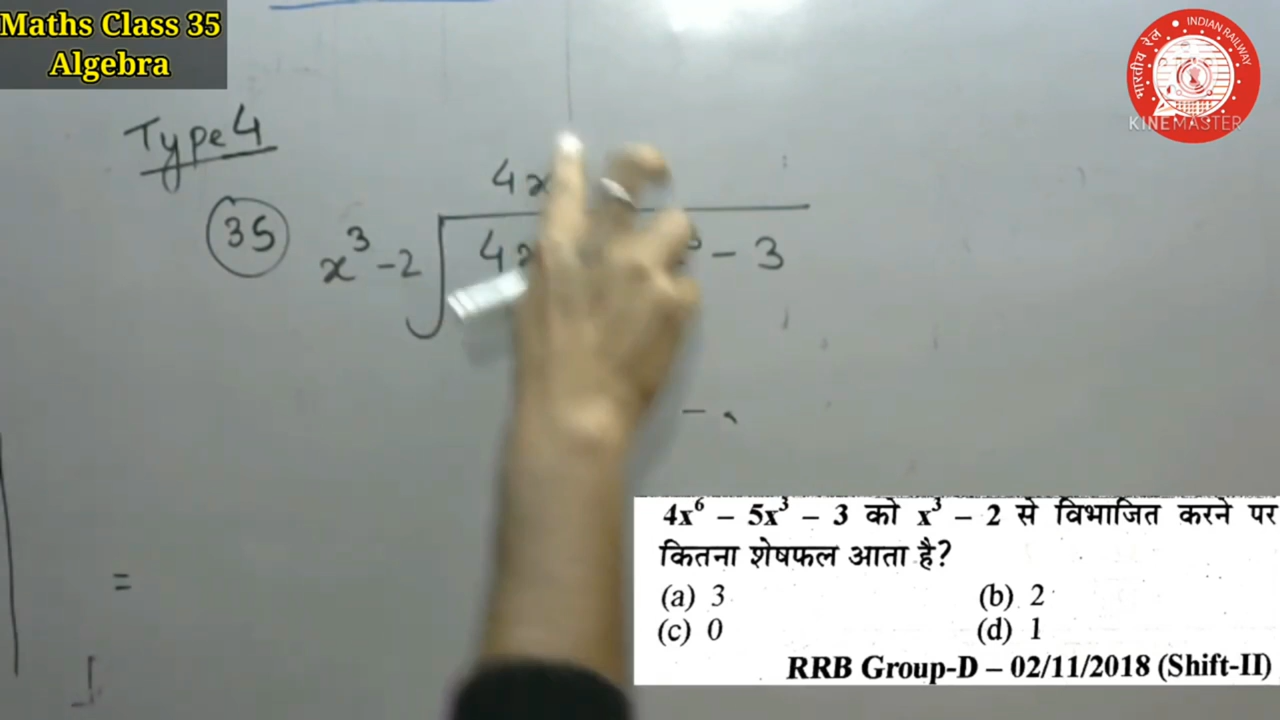 Maths Class 35
Algebra
भारतीय रेल INDIAN RAILWAY
KINEMASTER
Type 4
4x
35 x³ - 2 4x - 3
=
4x⁶ – 5x³ – 3 को x³ – 2 से विभाजित करने पर
कितना शेषफल आता है?
(a) 3 (b) 2
(c) 0 (d) 1
RRB Group-D – 02/11/2018 (Shift-II)